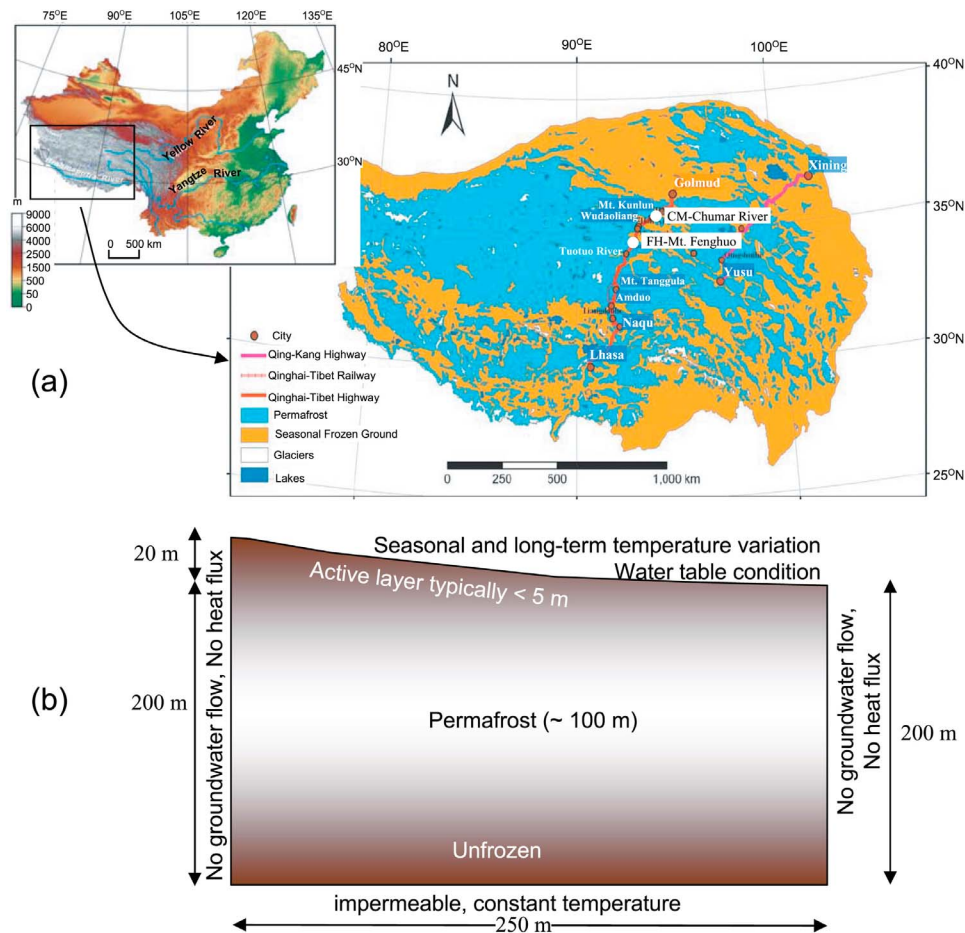 75°E
90°E
105°E
120°E
135°E
(a)
45°N
30°N
Yellow River
Yangtze
River
m
9000
6000
4000
1500
500
50
0
0
500 km
80°E
90°E
100°E
40°N
35°N
30°N
25°N
N
Xining
Golmud
Mt. Kunlun
Wudaoliang
CM-Chumar River
FH-Mt. Fenghuo
Tuotuo River
Yusu
Mt. Tanggula
Amduo
Naqu
Lhasa
City
Qing-Kang Highway
Qinghai-Tibet Railway
Qinghai-Tibet Highway
Permafrost
Seasonal Frozen Ground
Glaciers
Lakes
0
250
500
1,000 km
(b)
20 m
200 m
No groundwater flow, No heat flux
Seasonal and long-term temperature variation
Water table condition
Active layer typically < 5 m
Permafrost (~ 100 m)
Unfrozen
No groundwater flow,
No heat flux
200 m
impermeable, constant temperature
250 m